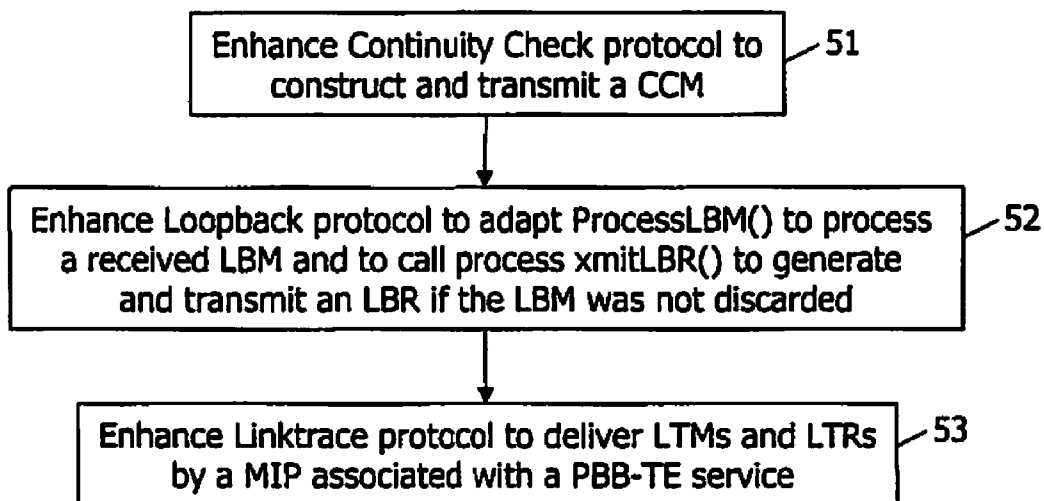 Enhance Continuity Check protocol to
construct and transmit a CCM
51
Enhance Loopback protocol to adapt ProcessLBM() to process
a received LBM and to call process xmitLBR() to generate
and transmit an LBR if the LBM was not discarded
52
Enhance Linktrace protocol to deliver LTMs and LTRs
by a MIP associated with a PBB-TE service
53